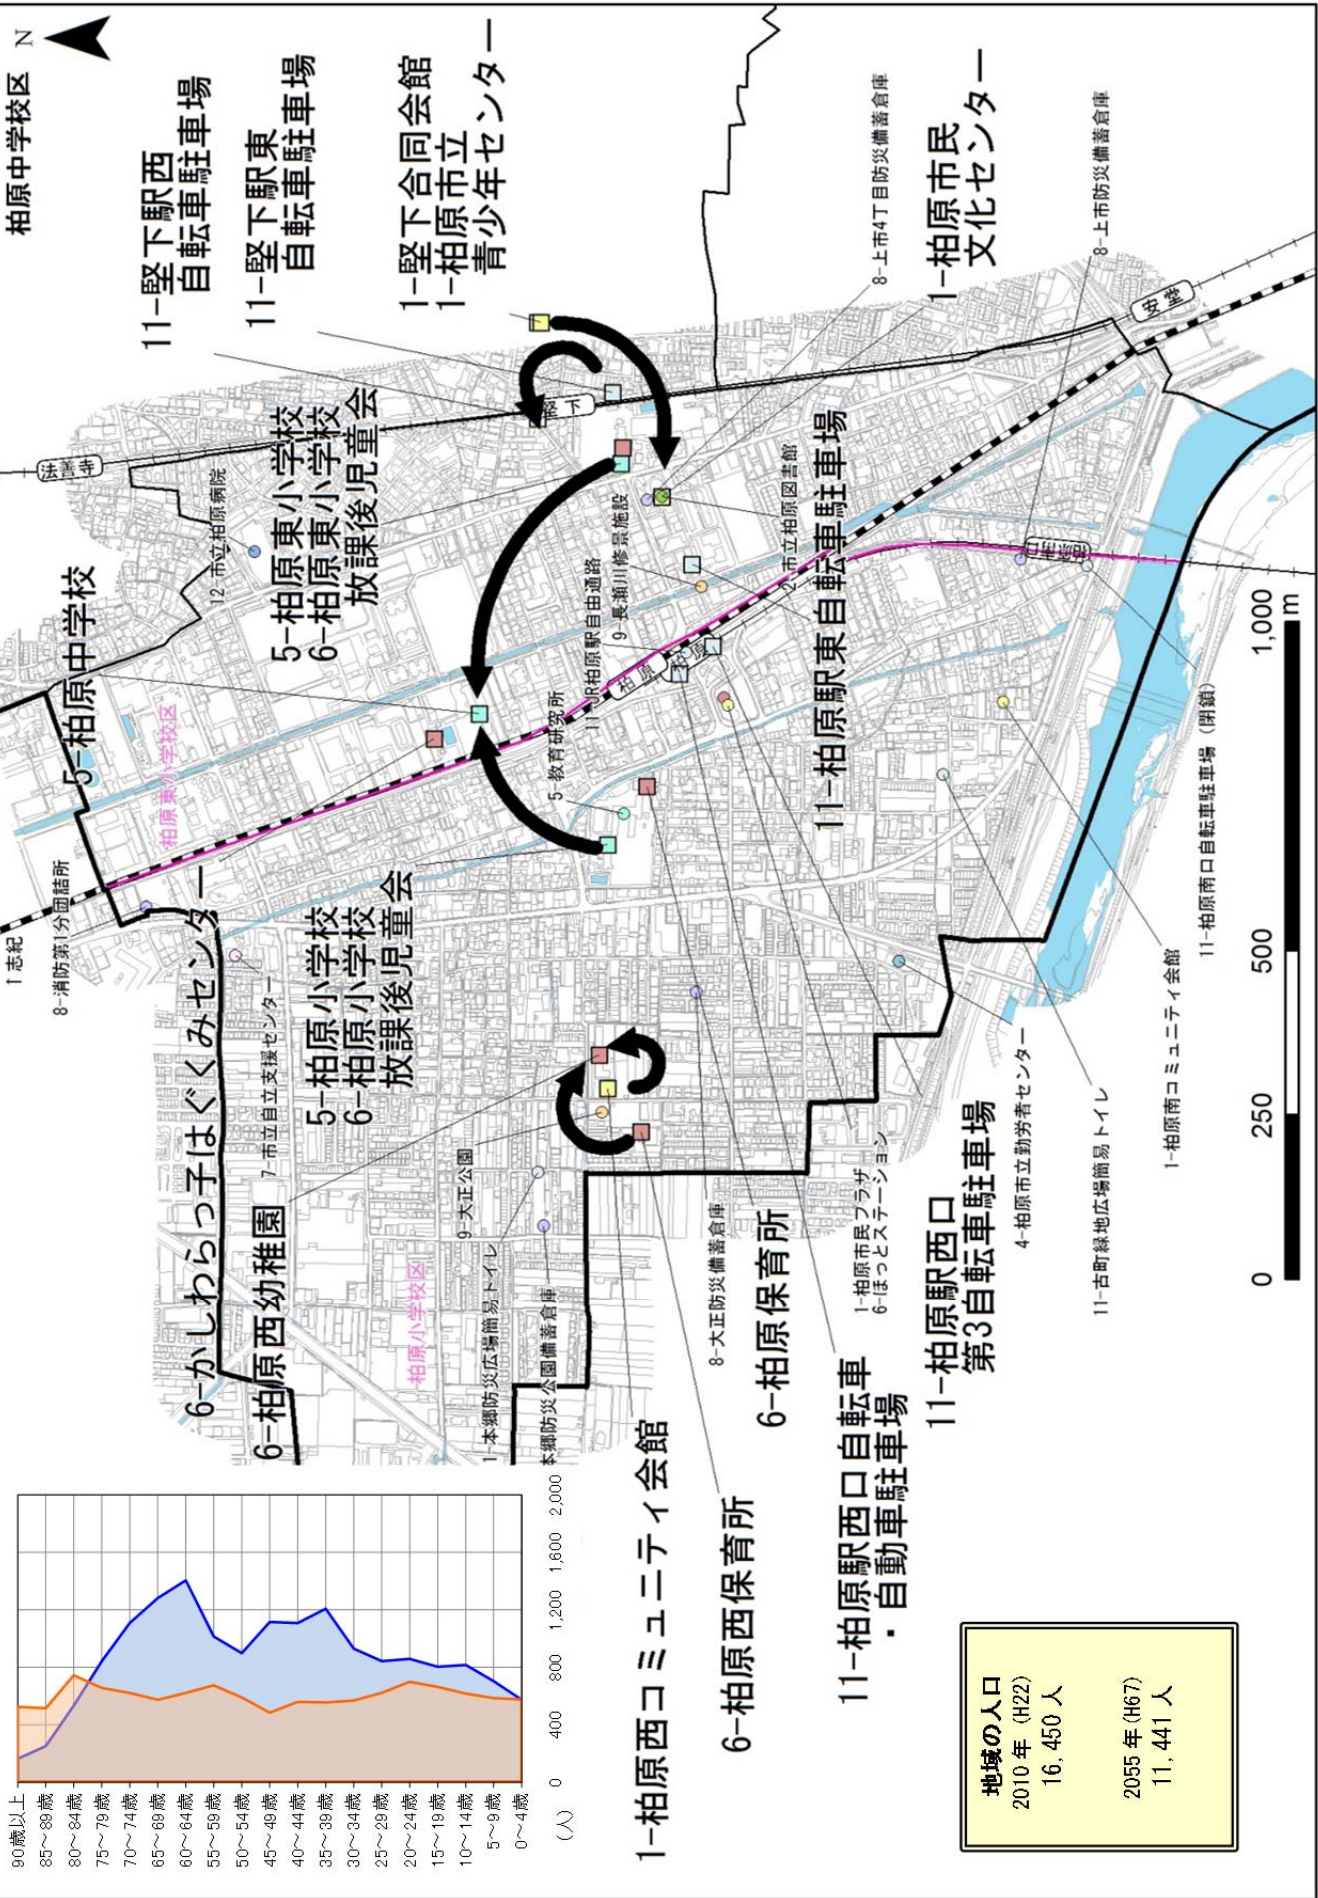 柏原中学校区
N
11-堅下駅西
自転車駐車場
11-堅下駅東
自転車駐車場
1-堅下合同会館
1-柏原市立
青少年センター
8-上市4丁目防災備蓄倉庫
1-柏原市民
文化センター
8-上市防災備蓄倉庫
法善寺
堅下
安堂
12-市立柏原病院
5-柏原東小学校
6-柏原東小学校
放課後児童会
5-柏原中学校
柏原東小学校区
9-長瀬川修景施設
11-JR柏原駅自由通路
2-市立柏原図書館
11-柏原駅東自転車駐車場
柏原
5-教育研究所
志紀
8-消防第1分団詰所
6-かしわらっ子はぐくみセンター
7-市立自立支援センター
5-柏原小学校
6-柏原小学校
放課後児童会
6-柏原西幼稚園
9-大正公園
柏原小学校区
1-本郷防災広場簡易トイレ
本郷防災公園備蓄倉庫
11-柏原南口自転車駐車場（閉鎖）
1-柏原南コミュニティ会館
11-古町緑地広場簡易トイレ
4-柏原市立勤労者センター
1-柏原市民プラザ
6-ほっとステーション
8-大正防災備蓄倉庫
6-柏原保育所
11-柏原駅西口
第3自転車駐車場
11-柏原駅西口自転車
・自動車駐車場
6-柏原西保育所
1-柏原西コミュニティ会館
0 250 500 1,000
m
90歳以上
85～89歳
80～84歳
75～79歳
70～74歳
65～69歳
60～64歳
55～59歳
50～54歳
45～49歳
40～44歳
35～39歳
30～34歳
25～29歳
20～24歳
15～19歳
10～14歳
5～9歳
0～4歳
(人)
0 400 800 1,200 1,600 2,000
地域の人口
2010年 (H22)
16,450人
2055年(H67)
11,441人